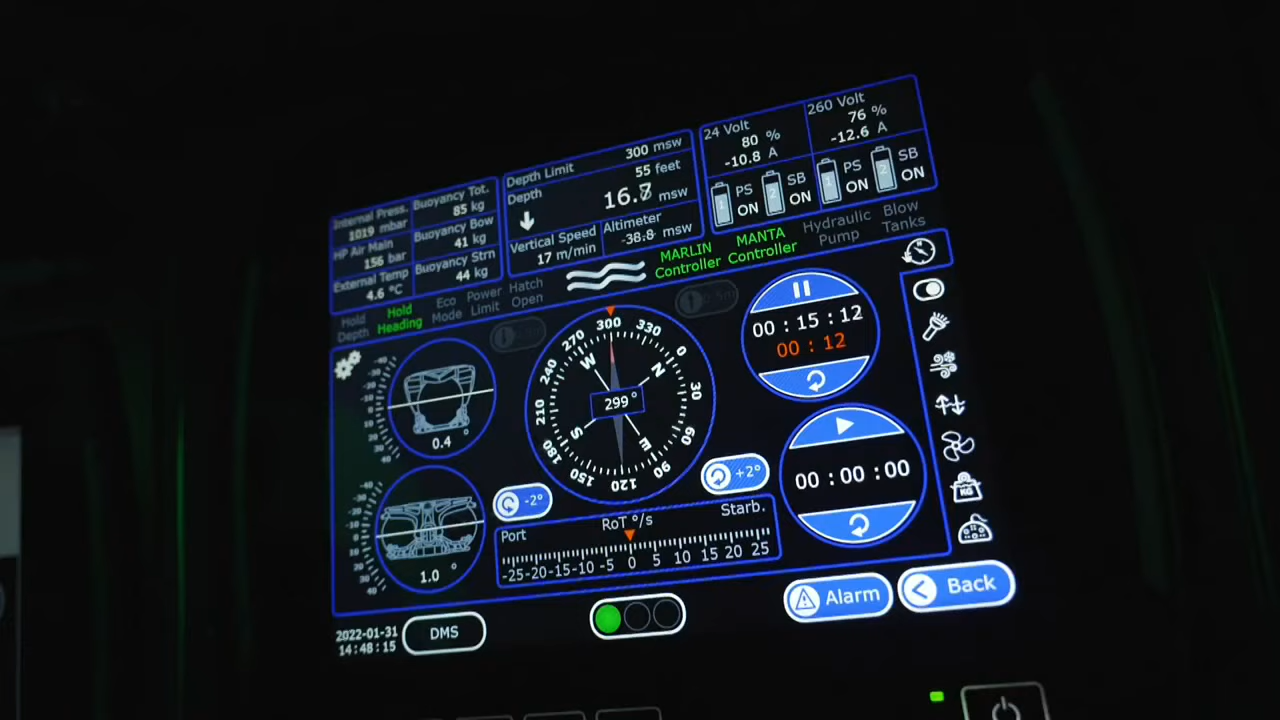 Internal Press.
1019 mbar
HP Air Main
156 bar
External Temp
4.6 °C
Buoyancy Tot.
85 kg
Buoyancy Bow
41 kg
Buoyancy Strn
44 kg
Depth Limit
300 msw
Depth
55 feet
msw
Vertical Speed
17 m/min
Altimeter
-38.8 msw
24 Volt
80 %
-10.8 A
1 PS ON
2 SB ON
260 Volt
76 %
-12.6 A
1 PS ON
2 SB ON
Hold Depth
Hold Heading
Eco Mode
Power Limit
Hatch Open
MARLIN Controller
MANTA Controller
Hydraulic Pump
Blow Tanks
0.4 °
1.0 °
300 330 0 30 60 90 120 150 180 210 240 270
N E S W
299 °
-2°
+2°
Port
RoT °/s
Starb.
-25 -20 -15 -10 -5 0 5 10 15 20 25
00 : 15 : 12
00 : 12
00 : 00 : 00
KG
2022-01-31
14:48:15
DMS
Alarm
Back